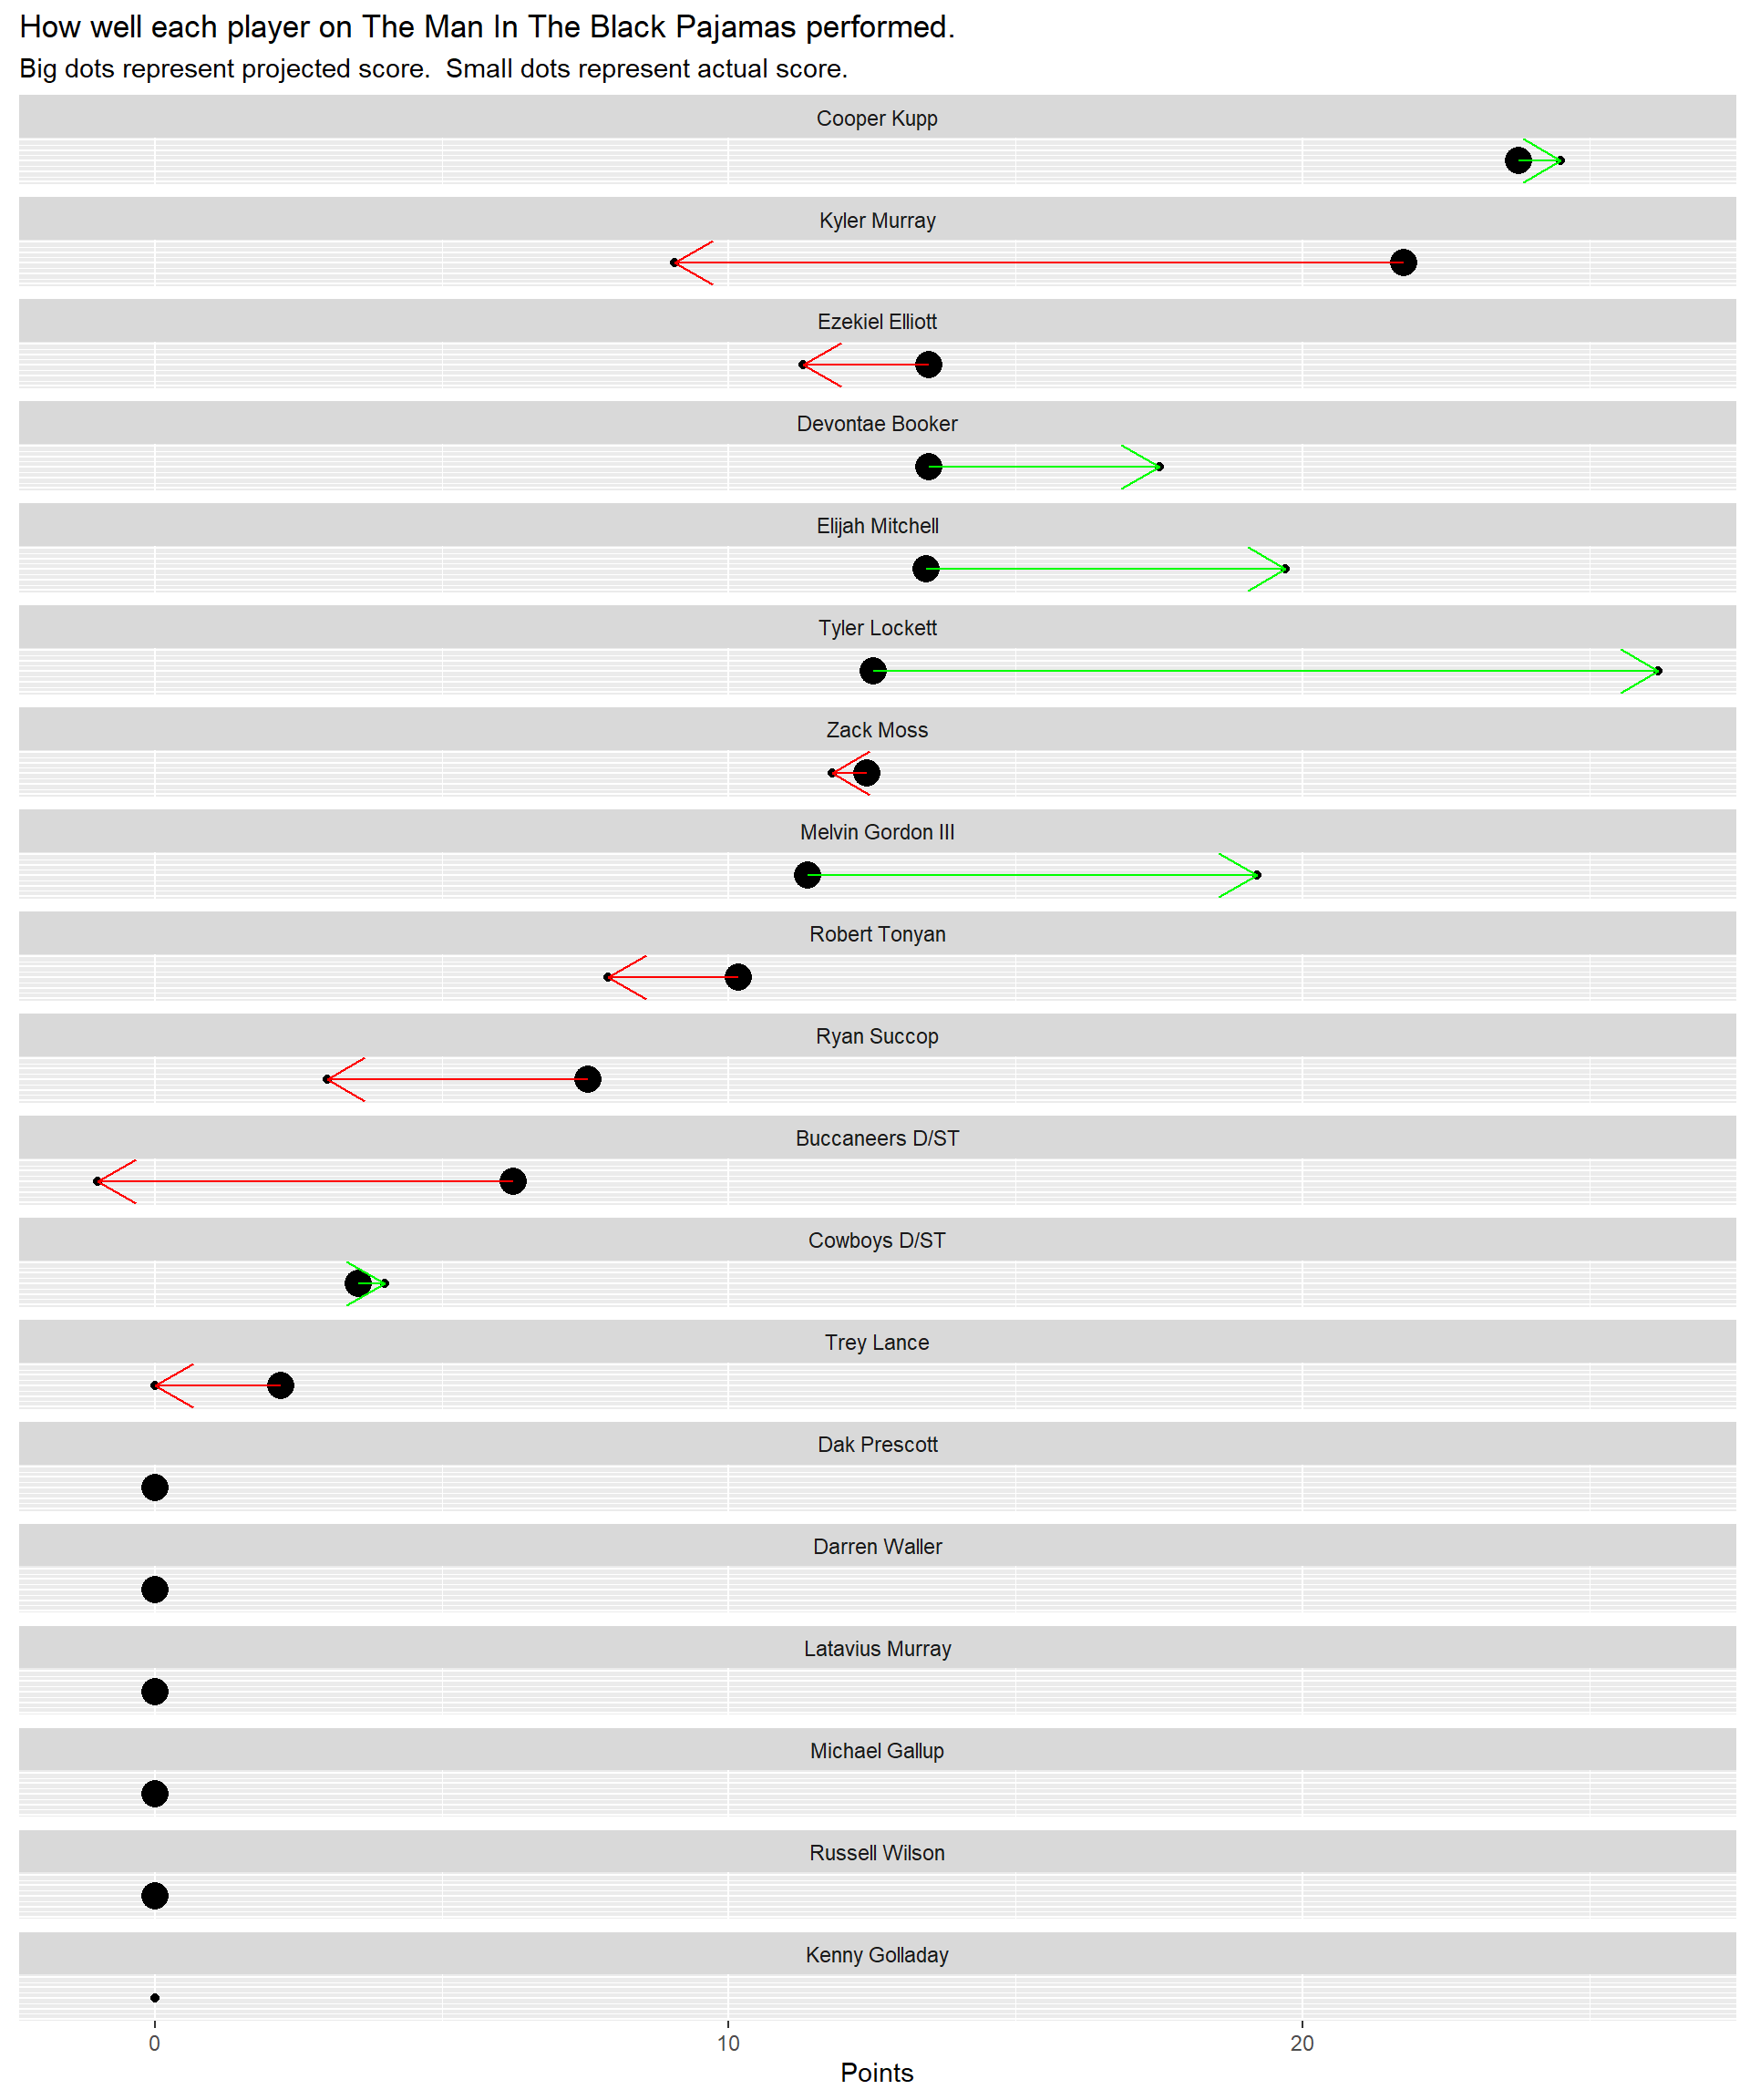 How well each player on The Man In The Black Pajamas performed.
Big dots represent projected score.  Small dots represent actual score.
Cooper Kupp
Kyler Murray
Ezekiel Elliott
Devontae Booker
Elijah Mitchell
Tyler Lockett
Zack Moss
Melvin Gordon III
Robert Tonyan
Ryan Succop
Buccaneers D/ST
Cowboys D/ST
Trey Lance
Dak Prescott
Darren Waller
Latavius Murray
Michael Gallup
Russell Wilson
Kenny Golladay
0 10 20
Points